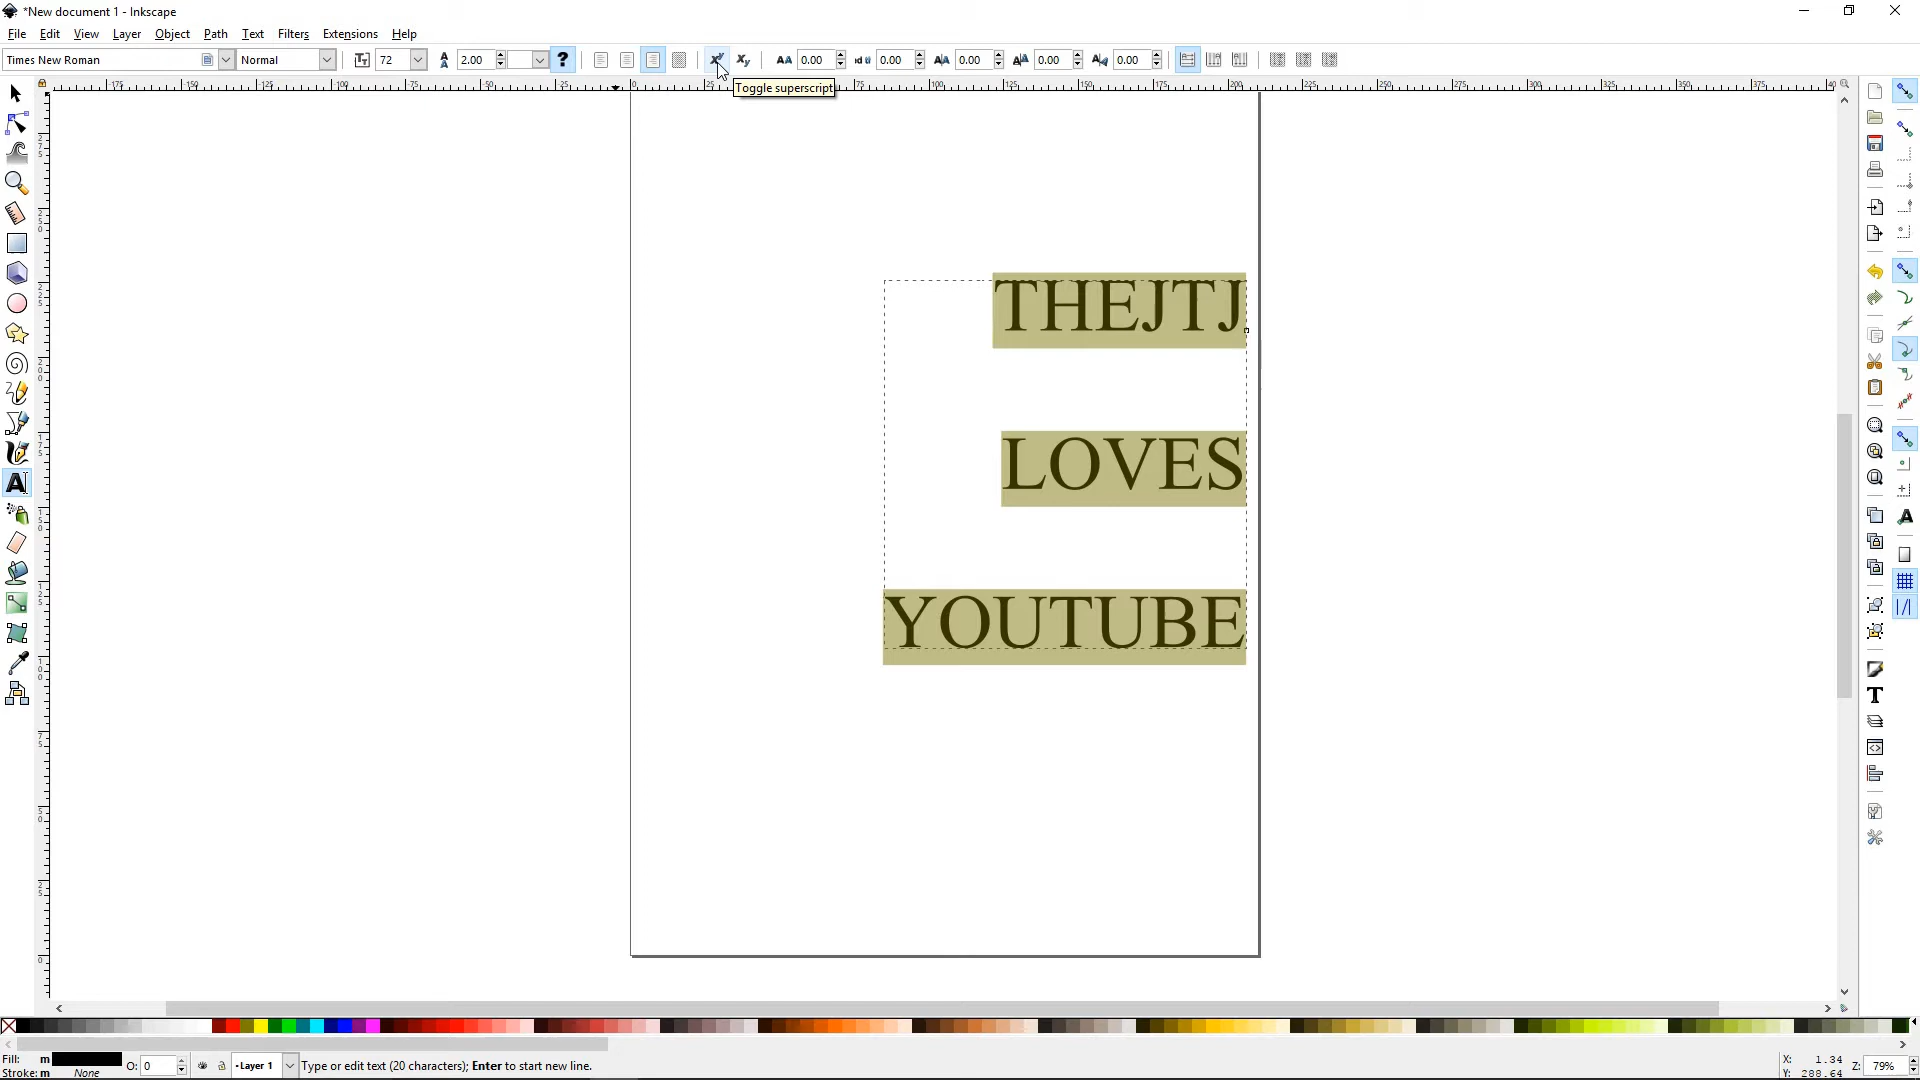 *New document 1 - Inkscape
File Edit View Layer Object Path Text Filters Extensions Help
Times New Roman Normal 72 2.00 ? 0.00 0.00 0.00 0.00 0.00
Toggle superscript
THEJTJ
LOVES
YOUTUBE
Fill: m O: 0 •Layer 1 Type or edit text (20 characters); Enter to start new line. X: 1.34 Z: 79%
Stroke: m None Y: 288.64